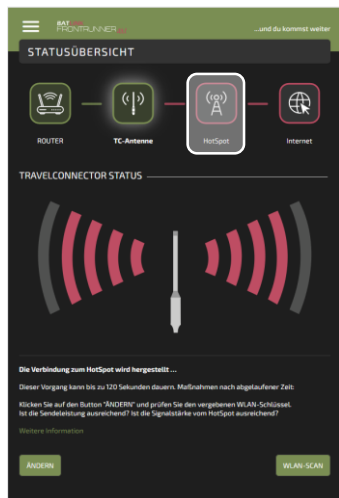 FRONTRUNNER
...und du kommst weiter
STATUSÜBERSICHT
ROUTER
TC-Antenne
HotSpot
Internet
TRAVELCONNECTOR STATUS
Die Verbindung zum HotSpot wird hergestellt ...
Dieser Vorgang kann bis zu 120 Sekunden dauern. Maßnahmen nach abgelaufener Zeit:
Klicken Sie auf den Button "ÄNDERN" und prüfen Sie den vergebenen WLAN-Schlüssel.
Ist die Sendeleistung ausreichend? Ist die Signalstärke vom HotSpot ausreichend?
Weitere Information
ÄNDERN
WLAN-SCAN